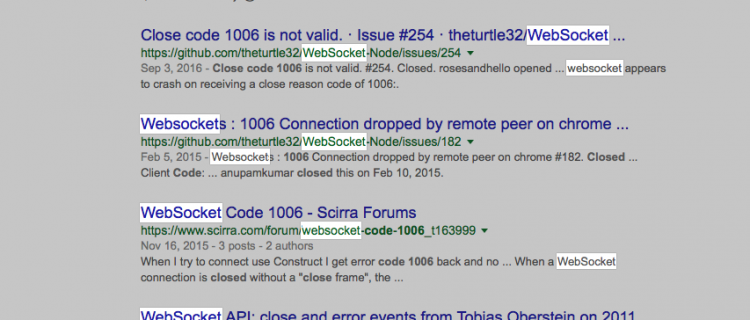 Close code 1006 is not valid. · Issue #254 · theturtle32/WebSocket ...
https://github.com/theturtle32/WebSocket-Node/issues/254
Sep 3, 2016 - Close code 1006 is not valid. #254. Closed. rosesandhello opened ... websocket appears
to crash on receiving a close reason code of 1006:.
Websockets : 1006 Connection dropped by remote peer on chrome ...
https://github.com/theturtle32/WebSocket-Node/issues/182
Feb 5, 2015 - Websockets : 1006 Connection dropped by remote peer on chrome #182. Closed ...
Client Code: ... anupamkumar closed this on Feb 10, 2015.
WebSocket Code 1006 - Scirra Forums
https://www.scirra.com/forum/websocket-code-1006_t163999
Nov 16, 2015 - 3 posts - 2 authors
When I try to connect use Construct I get error code 1006 back and no ... When a WebSocket
connection is closed without a "close frame", the ...
WebSocket API: close and error events from Tobias Oberstein on 2011